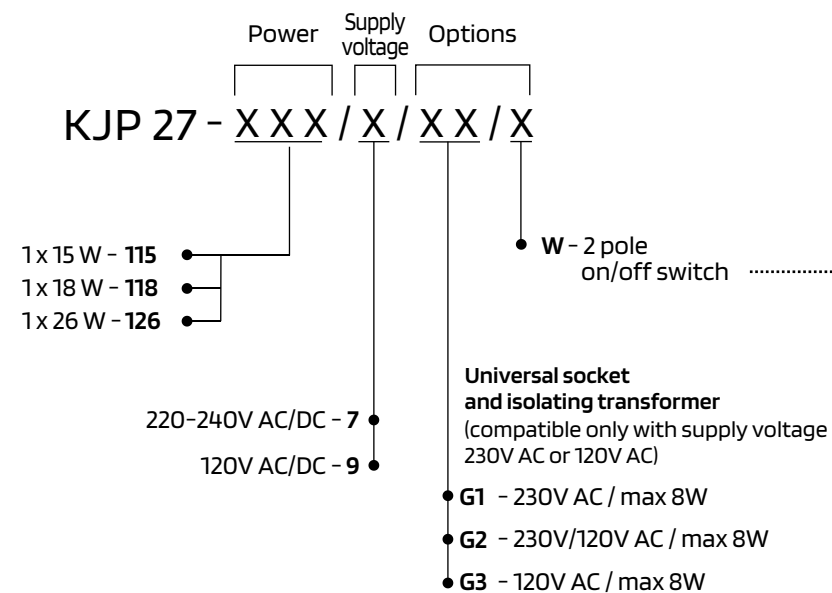 Power Supply voltage Options
KJP 27 - X X X / X / X X / X
1 x 15 W - 115
1 x 18 W - 118
1 x 26 W - 126
W - 2 pole
on/off switch
220-240V AC/DC - 7
120V AC/DC - 9
Universal socket
and isolating transformer
(compatible only with supply voltage
230V AC or 120V AC)
G1 - 230V AC / max 8W
G2 - 230V/120V AC / max 8W
G3 - 120V AC / max 8W